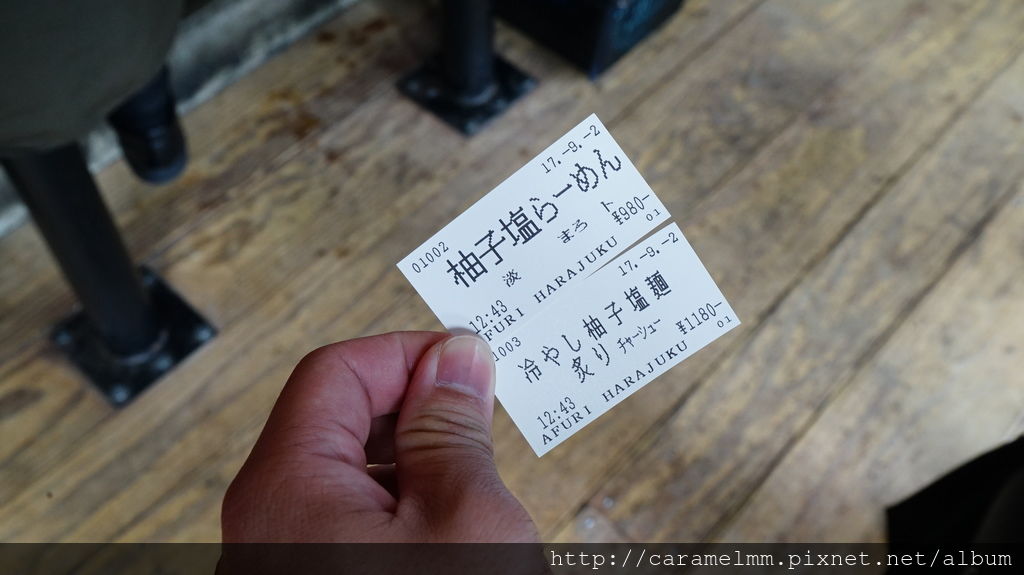 17.-9.-2
01002
柚子塩らーめん
淡 まろ ト
12:43 ¥980-
AFURI HARAJUKU 01
17.-9.-2
1003
冷やし柚子塩麺
炙り ﾁｬｰｼｭｰ
12:43 ¥1180-
AFURI HARAJUKU 01
http://caramelmm.pixnet.net/album